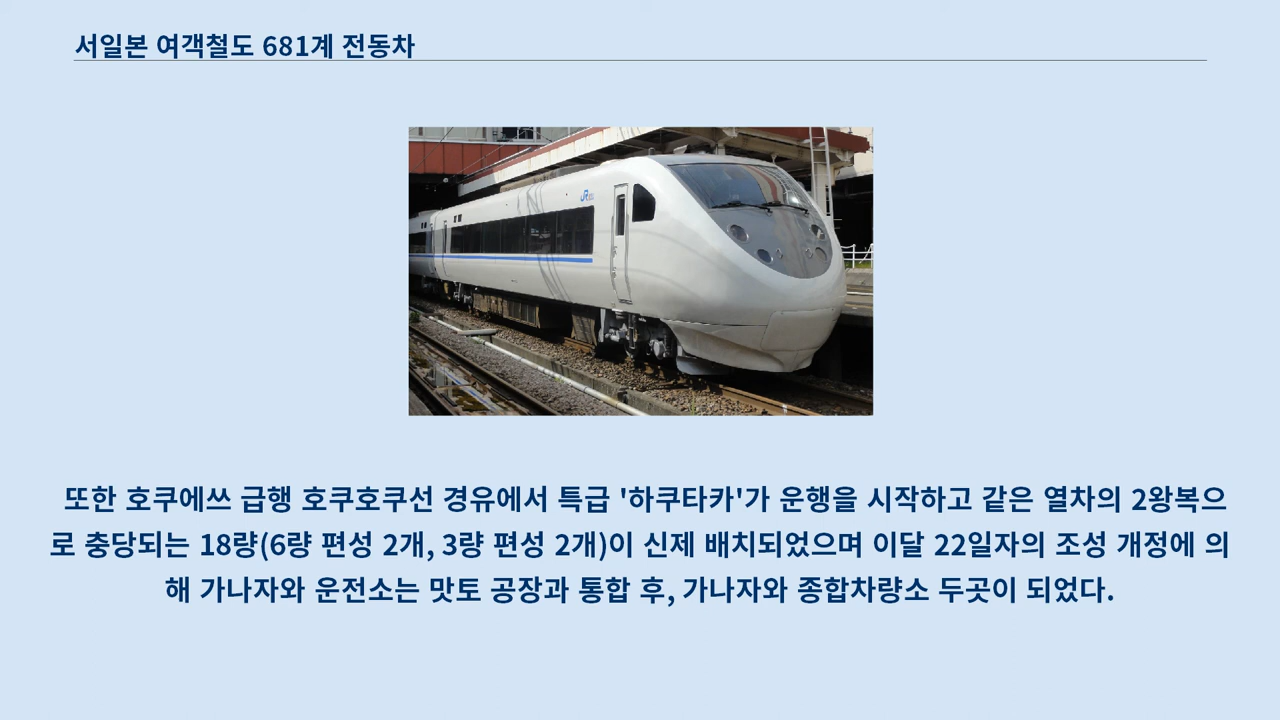 서일본 여객철도 681계 전동차
JR
또한 호쿠에쓰 급행 호쿠호쿠선 경유에서 특급 '하쿠타카'가 운행을 시작하고 같은 열차의 2왕복으
로 충당되는 18량(6량 편성 2개, 3량 편성 2개)이 신제 배치되었으며 이달 22일자의 조성 개정에 의
해 가나자와 운전소는 맛토 공장과 통합 후, 가나자와 종합차량소 두곳이 되었다.